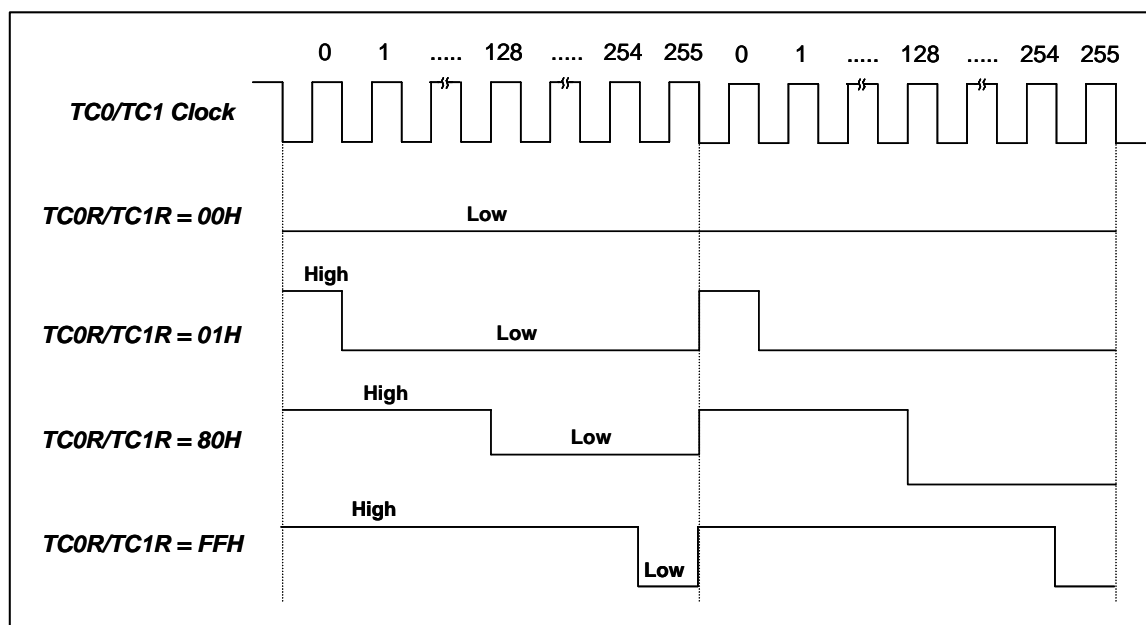 0 1 ..... 128 ..... 254 255 0 1 ..... 128 ..... 254 255
TC0/TC1 Clock
TC0R/TC1R = 00H
Low
High
TC0R/TC1R = 01H
Low
High
TC0R/TC1R = 80H
Low
High
TC0R/TC1R = FFH
Low